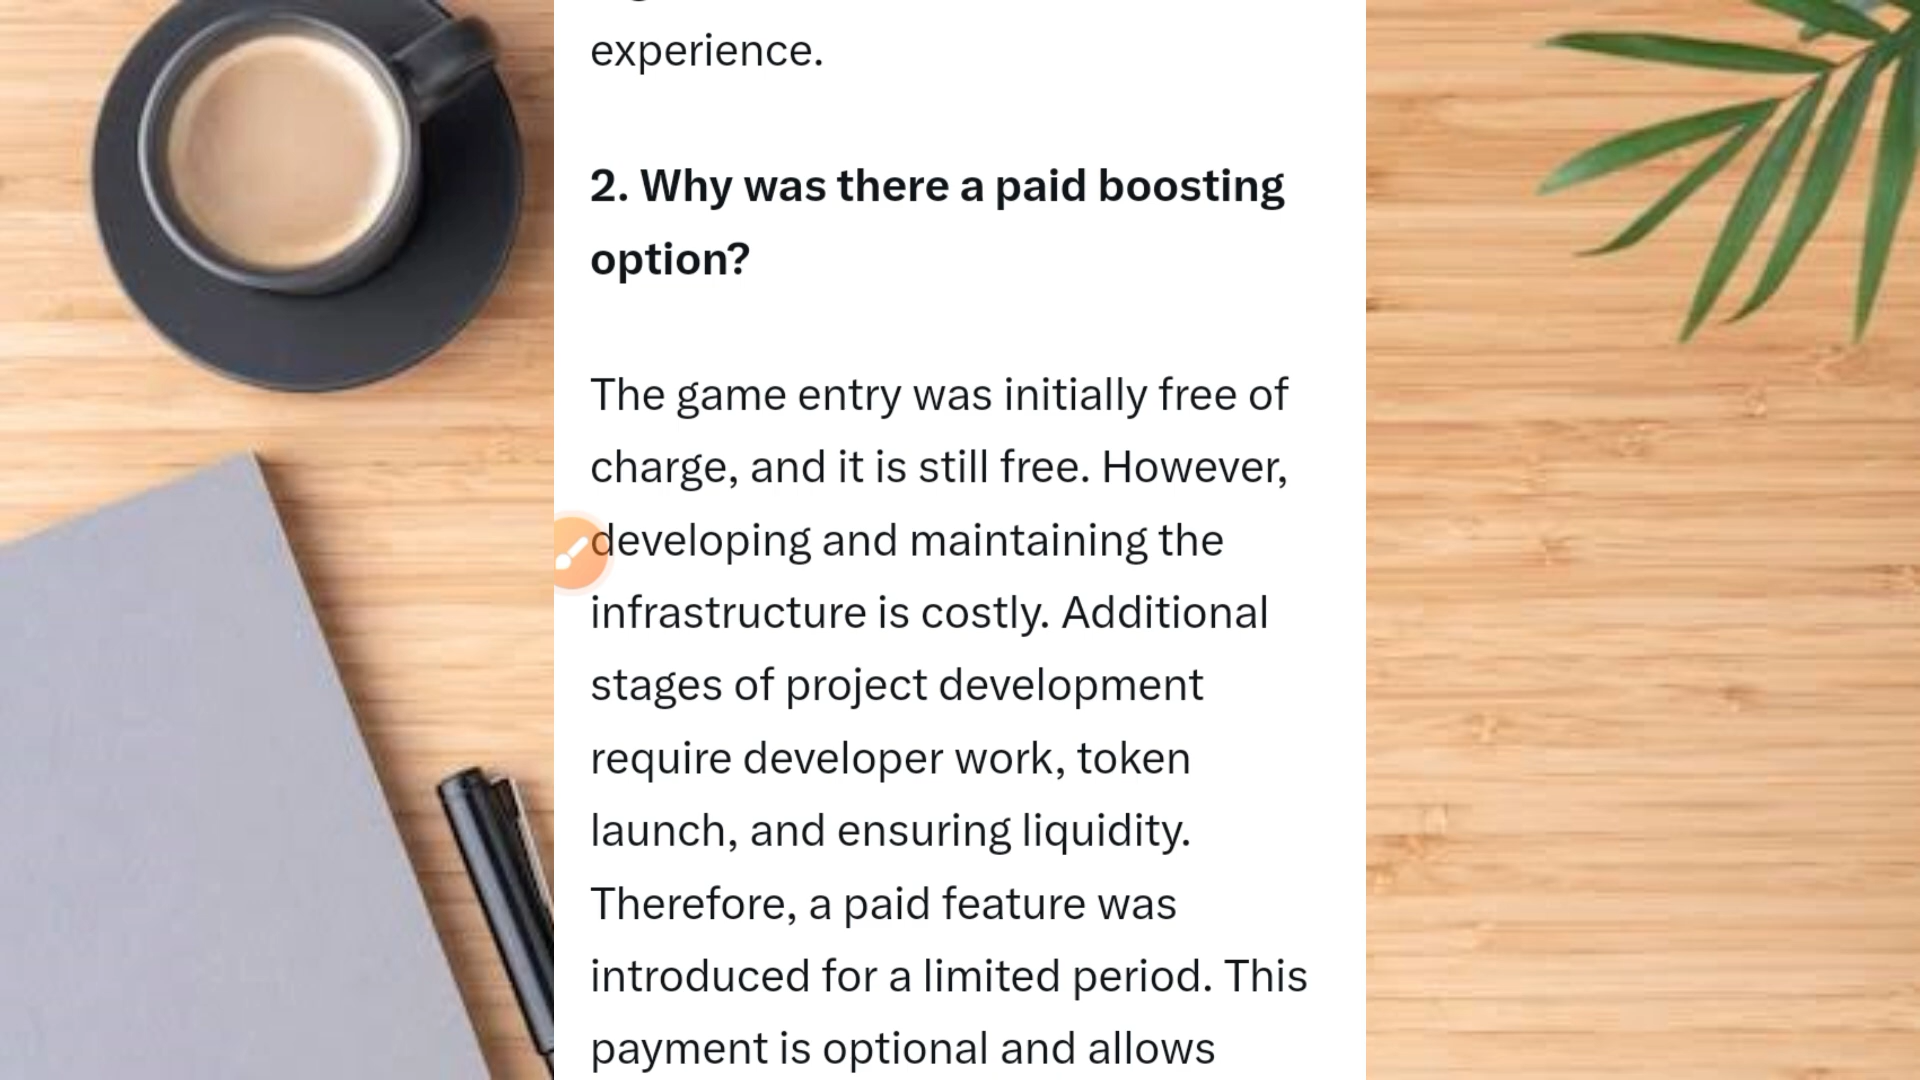 experience.
2. Why was there a paid boosting
option?
The game entry was initially free of
charge, and it is still free. However,
developing and maintaining the
infrastructure is costly. Additional
stages of project development
require developer work, token
launch, and ensuring liquidity.
Therefore, a paid feature was
introduced for a limited period. This
payment is optional and allows